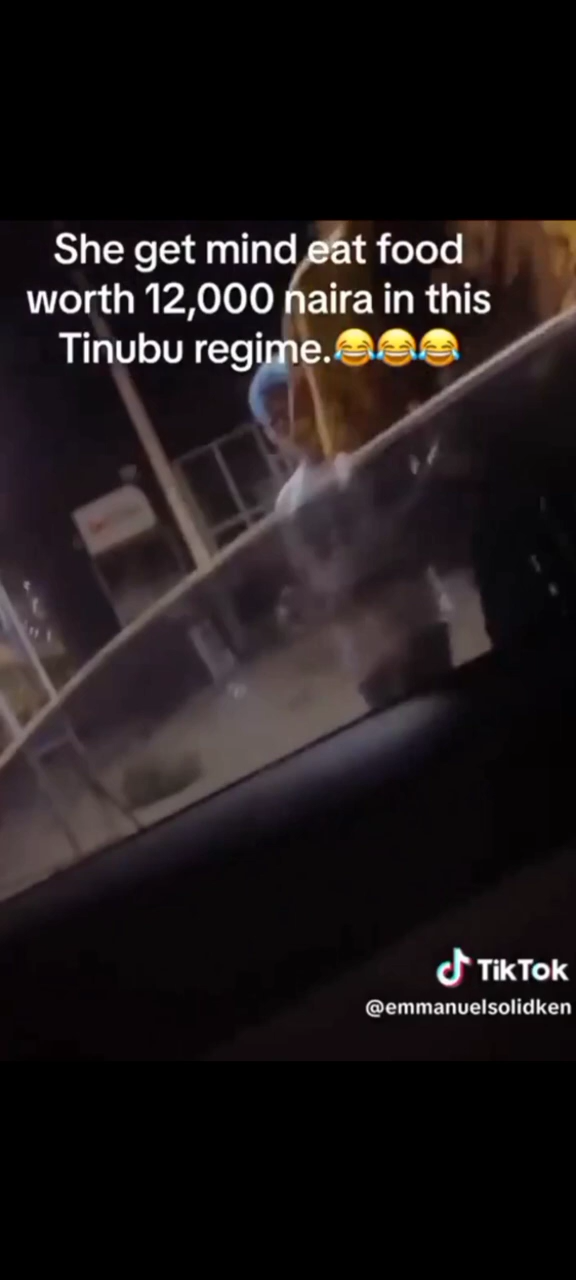 She get mind eat food
worth 12,000 naira in this
Tinubu regime.😂😂😂
TikTok
@emmanuelsolidken